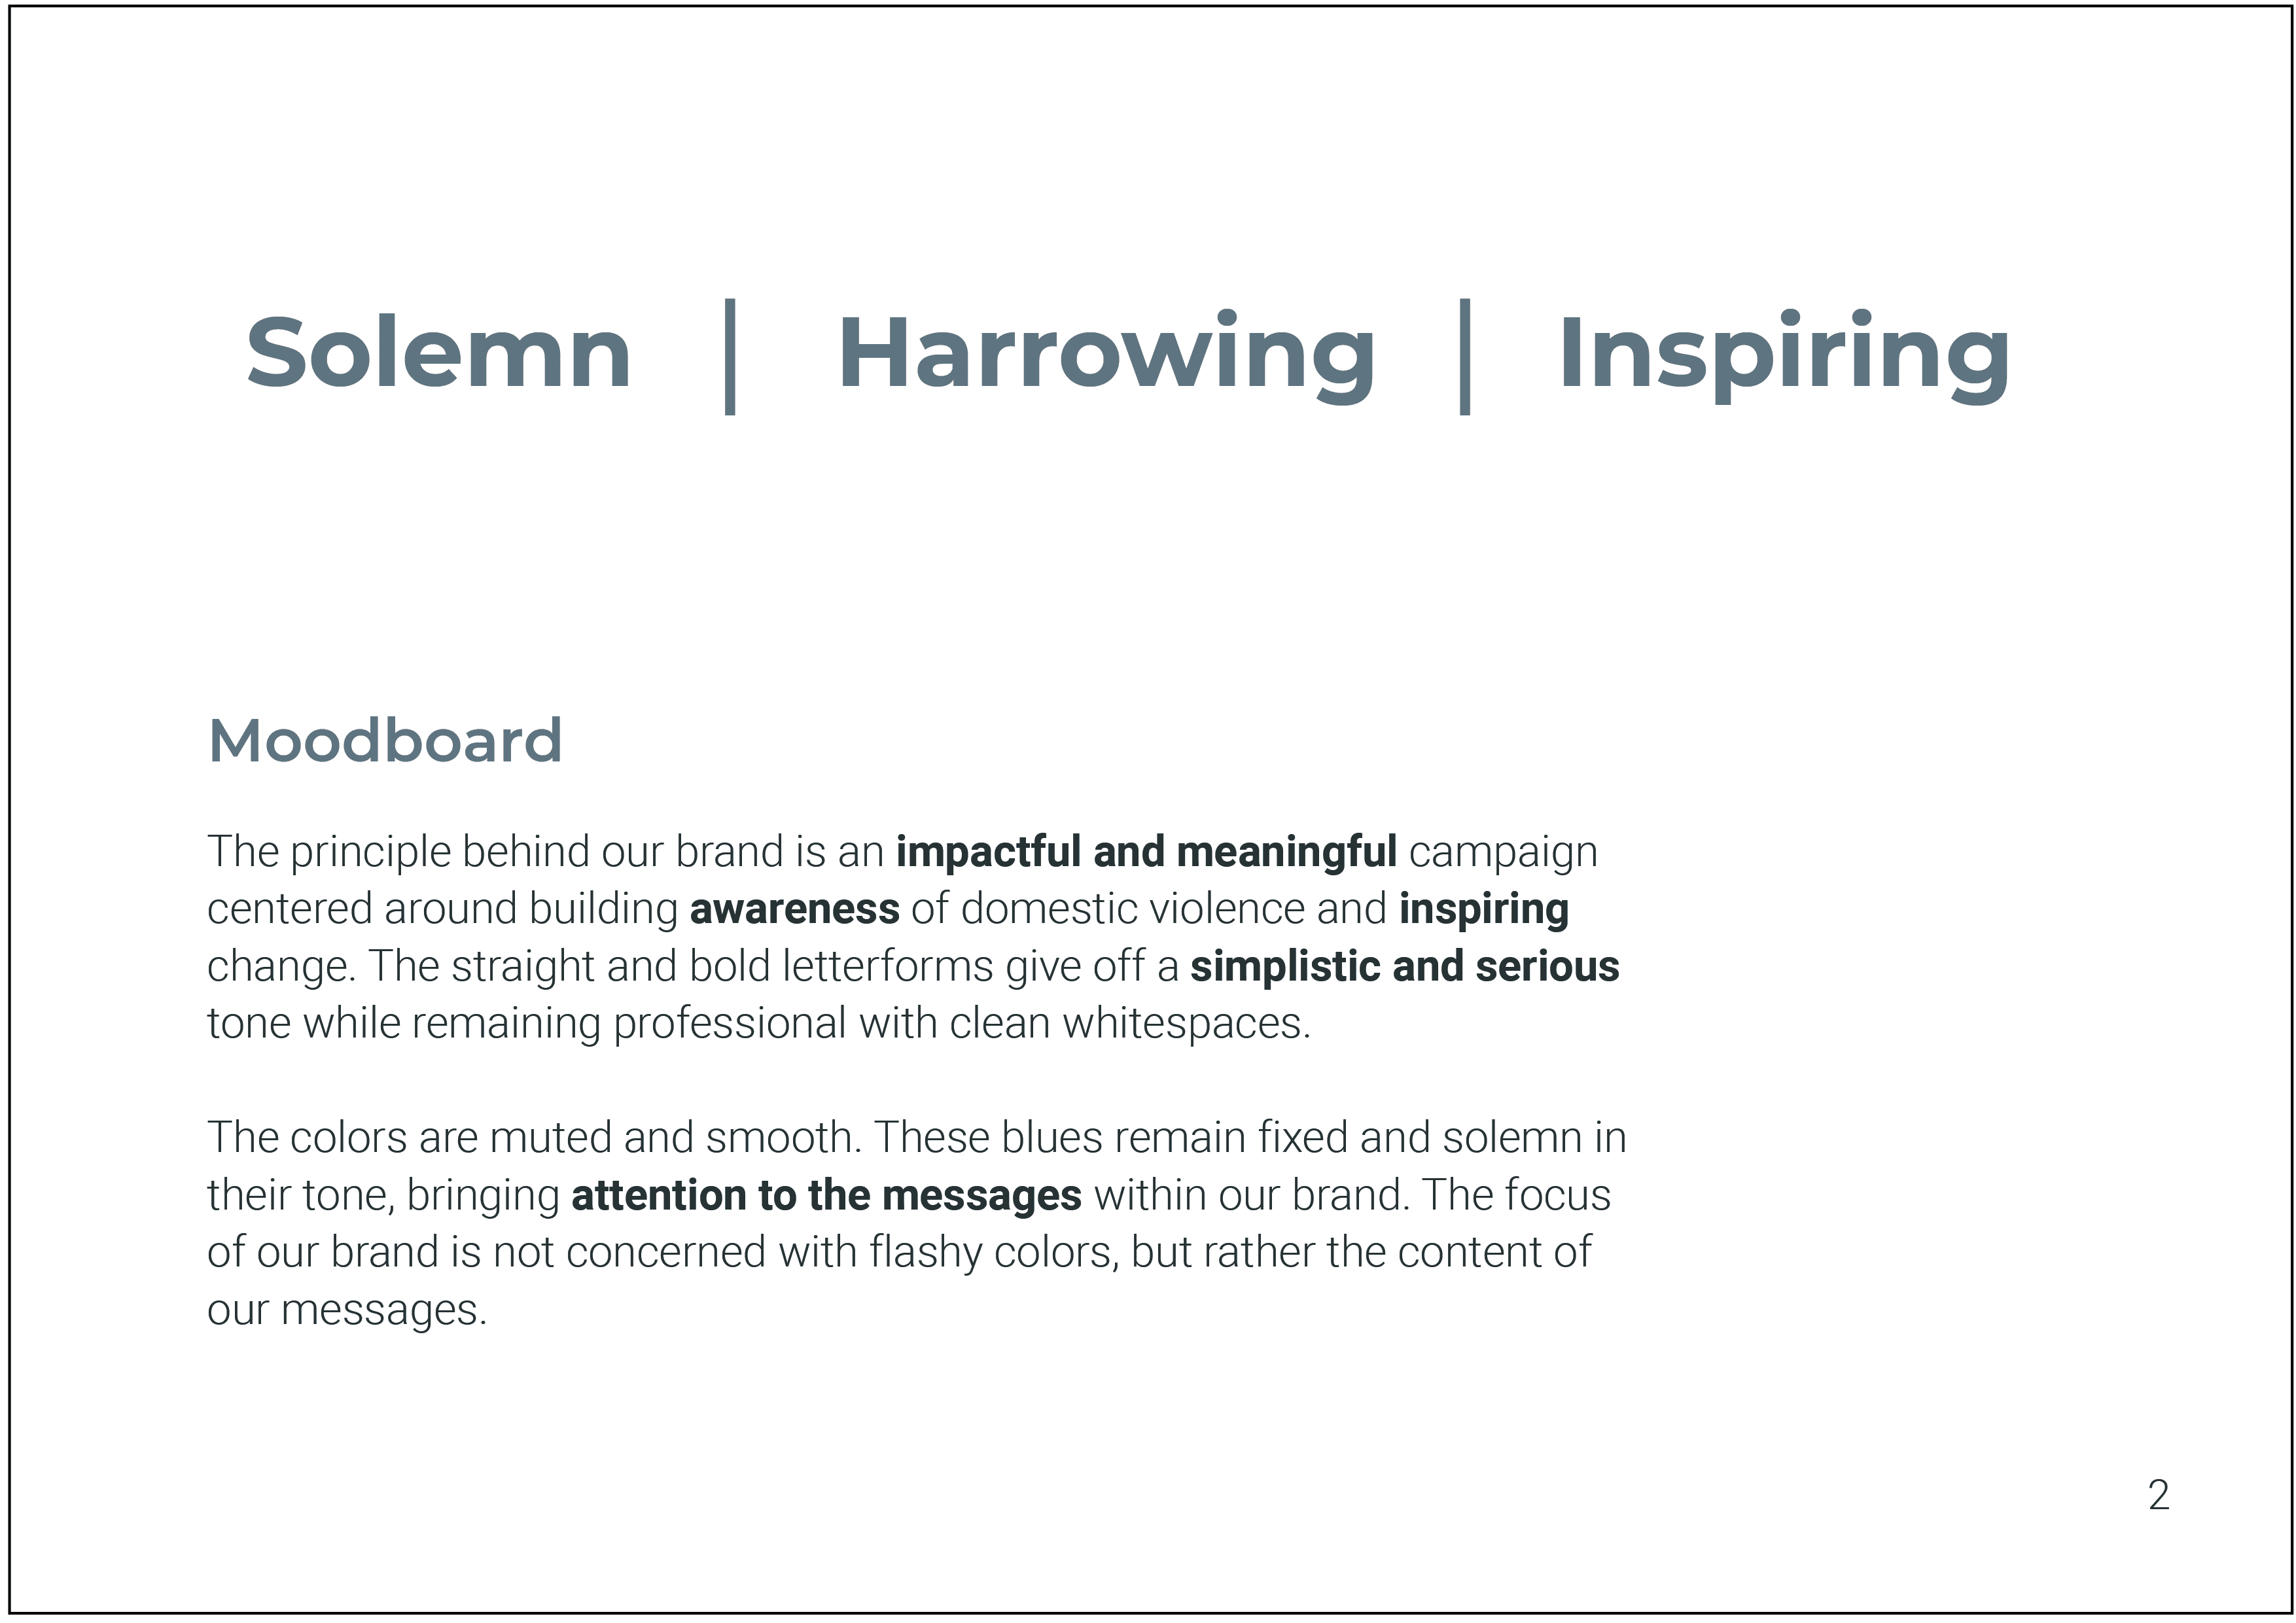 Solemn | Harrowing | Inspiring
Moodboard
The principle behind our brand is an impactful and meaningful campaign
centered around building awareness of domestic violence and inspiring
change. The straight and bold letterforms give off a simplistic and serious
tone while remaining professional with clean whitespaces.
The colors are muted and smooth. These blues remain fixed and solemn in
their tone, bringing attention to the messages within our brand. The focus
of our brand is not concerned with flashy colors, but rather the content of
our messages.
2